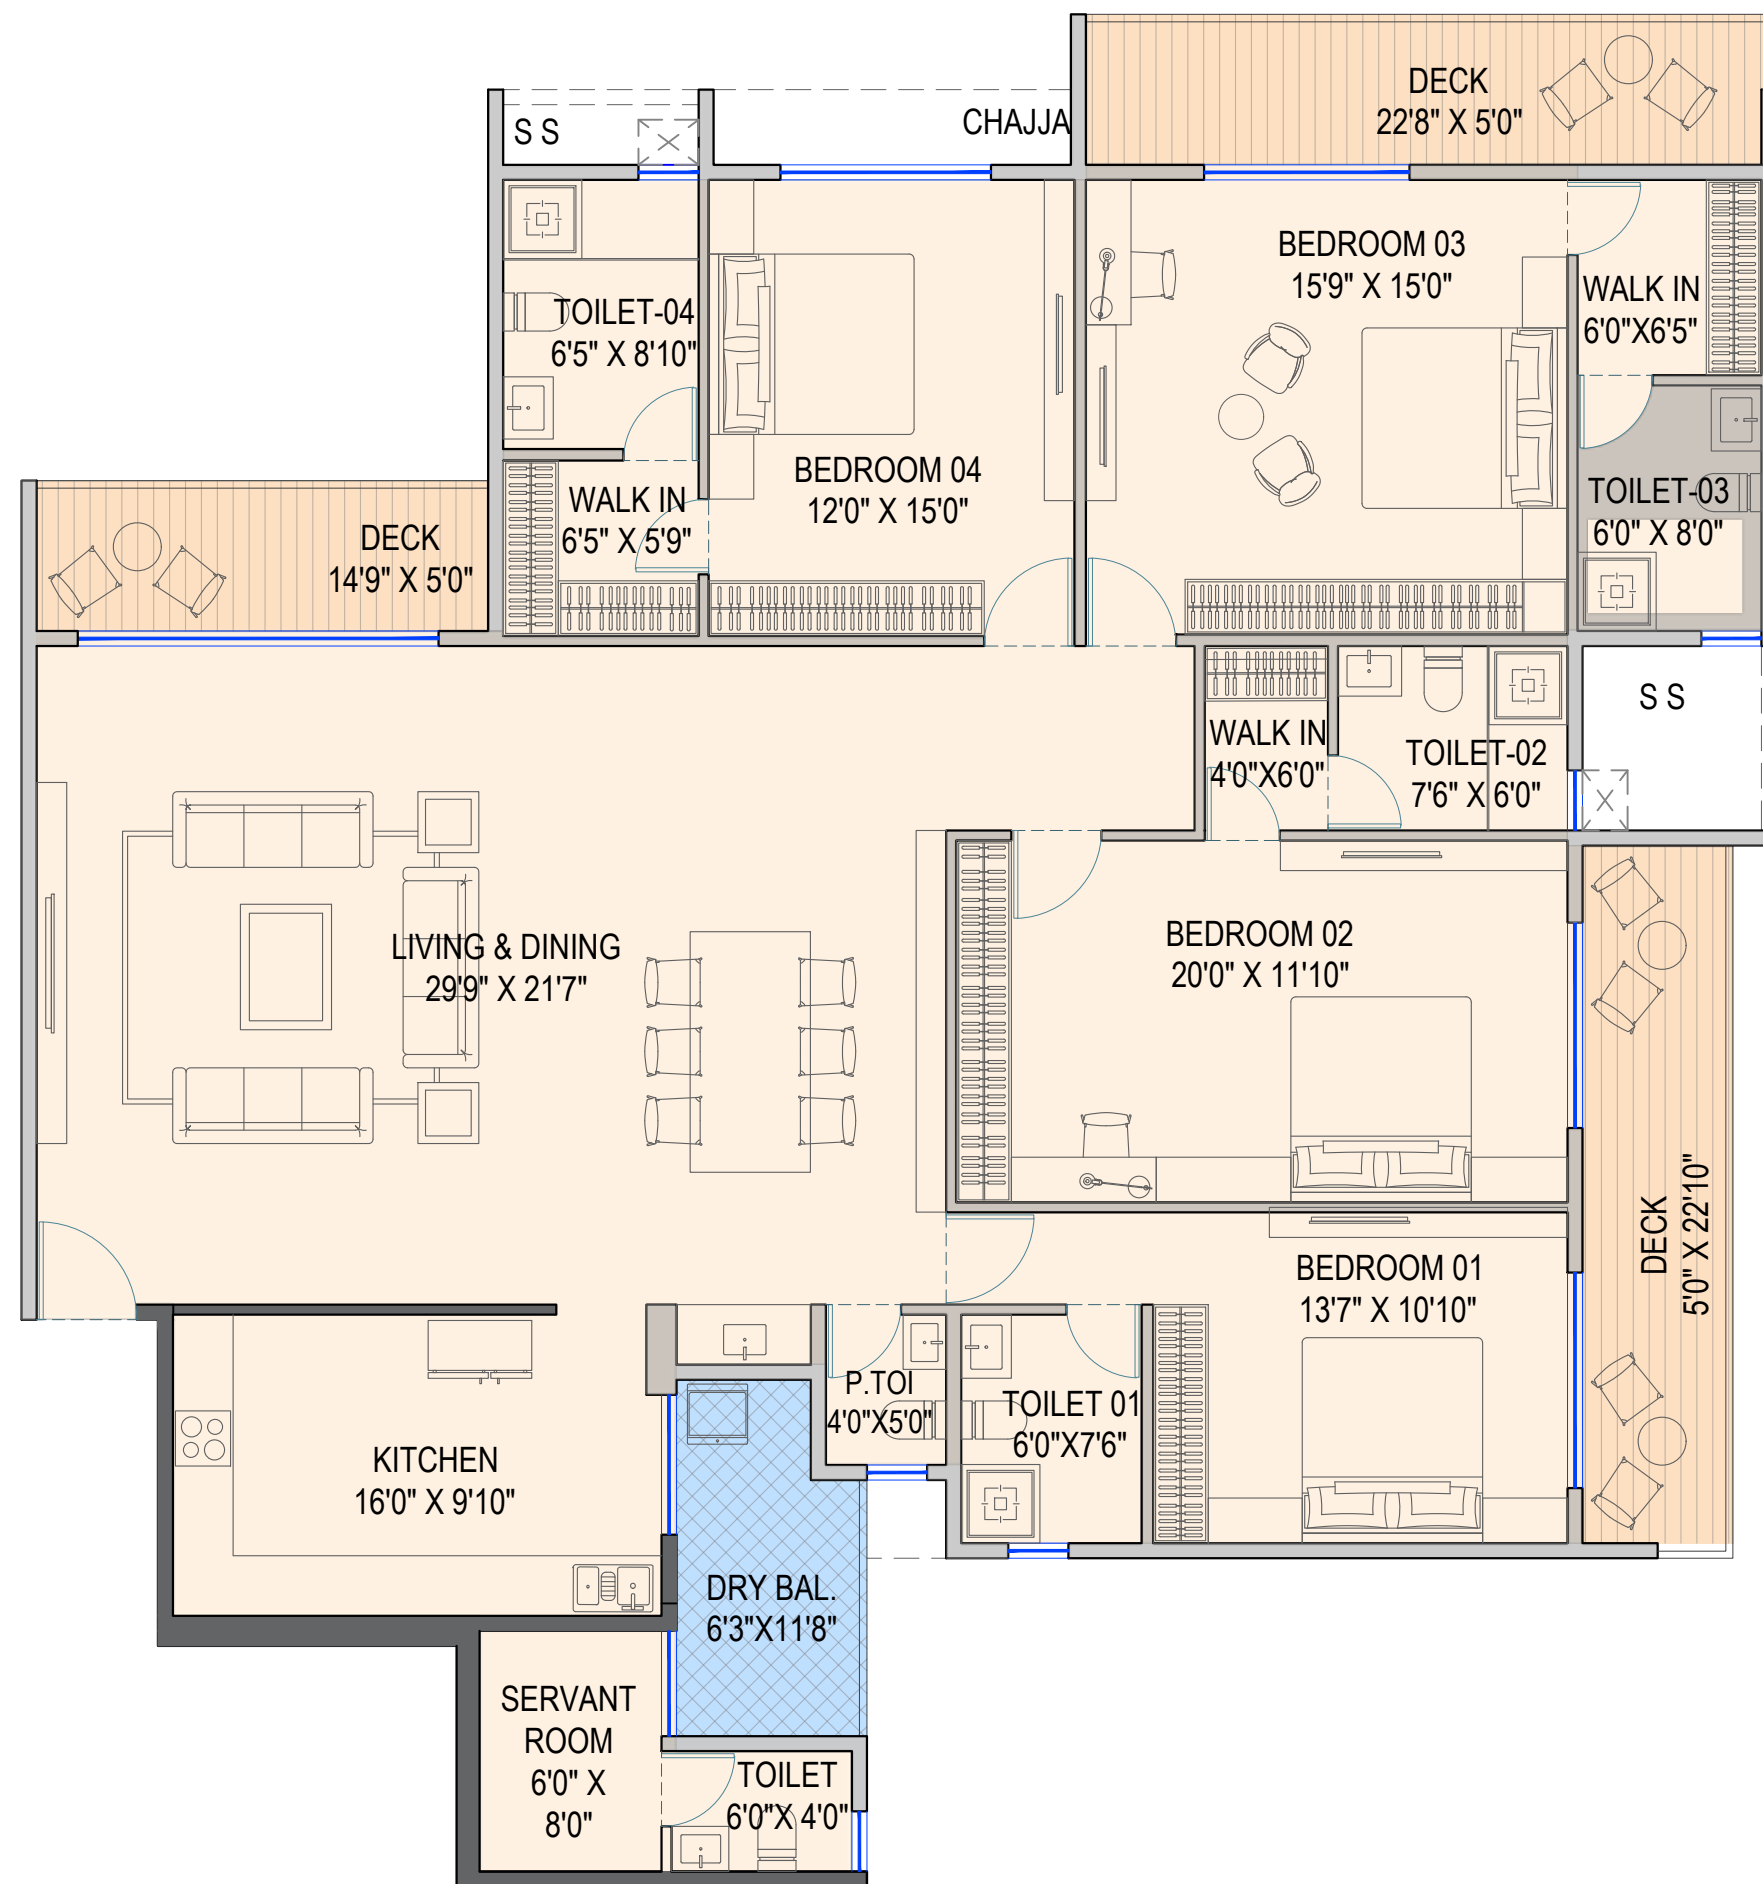 DECK
22'8" X 5'0"
S S
CHAJJA
BEDROOM 03
15'9" X 15'0"
WALK IN
6'0"X6'5"
TOILET-04
6'5" X 8'10"
BEDROOM 04
12'0" X 15'0"
WALK IN
6'5" X 5'9"
TOILET-03
6'0" X 8'0"
DECK
14'9" X 5'0"
S S
WALK IN
4'0"X6'0"
TOILET-02
7'6" X 6'0"
LIVING & DINING
29'9" X 21'7"
BEDROOM 02
20'0" X 11'10"
DECK
5'0" X 22'10"
BEDROOM 01
13'7" X 10'10"
P.TOI
4'0"X5'0"
TOILET 01
6'0"X7'6"
KITCHEN
16'0" X 9'10"
DRY BAL.
6'3"X11'8"
SERVANT
ROOM
6'0" X
8'0"
TOILET
6'0"X 4'0"